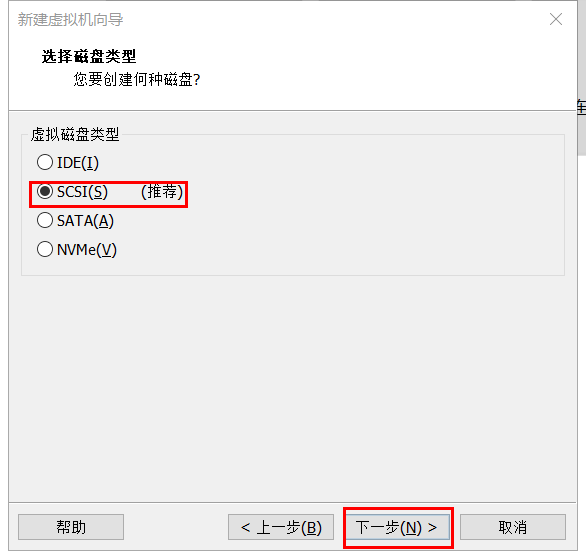 新建虚拟机向导
选择磁盘类型
您要创建何种磁盘?
虚拟磁盘类型
IDE(I)
SCSI(S) (推荐)
SATA(A)
NVMe(V)
帮助
< 上一步(B)
下一步(N) >
取消